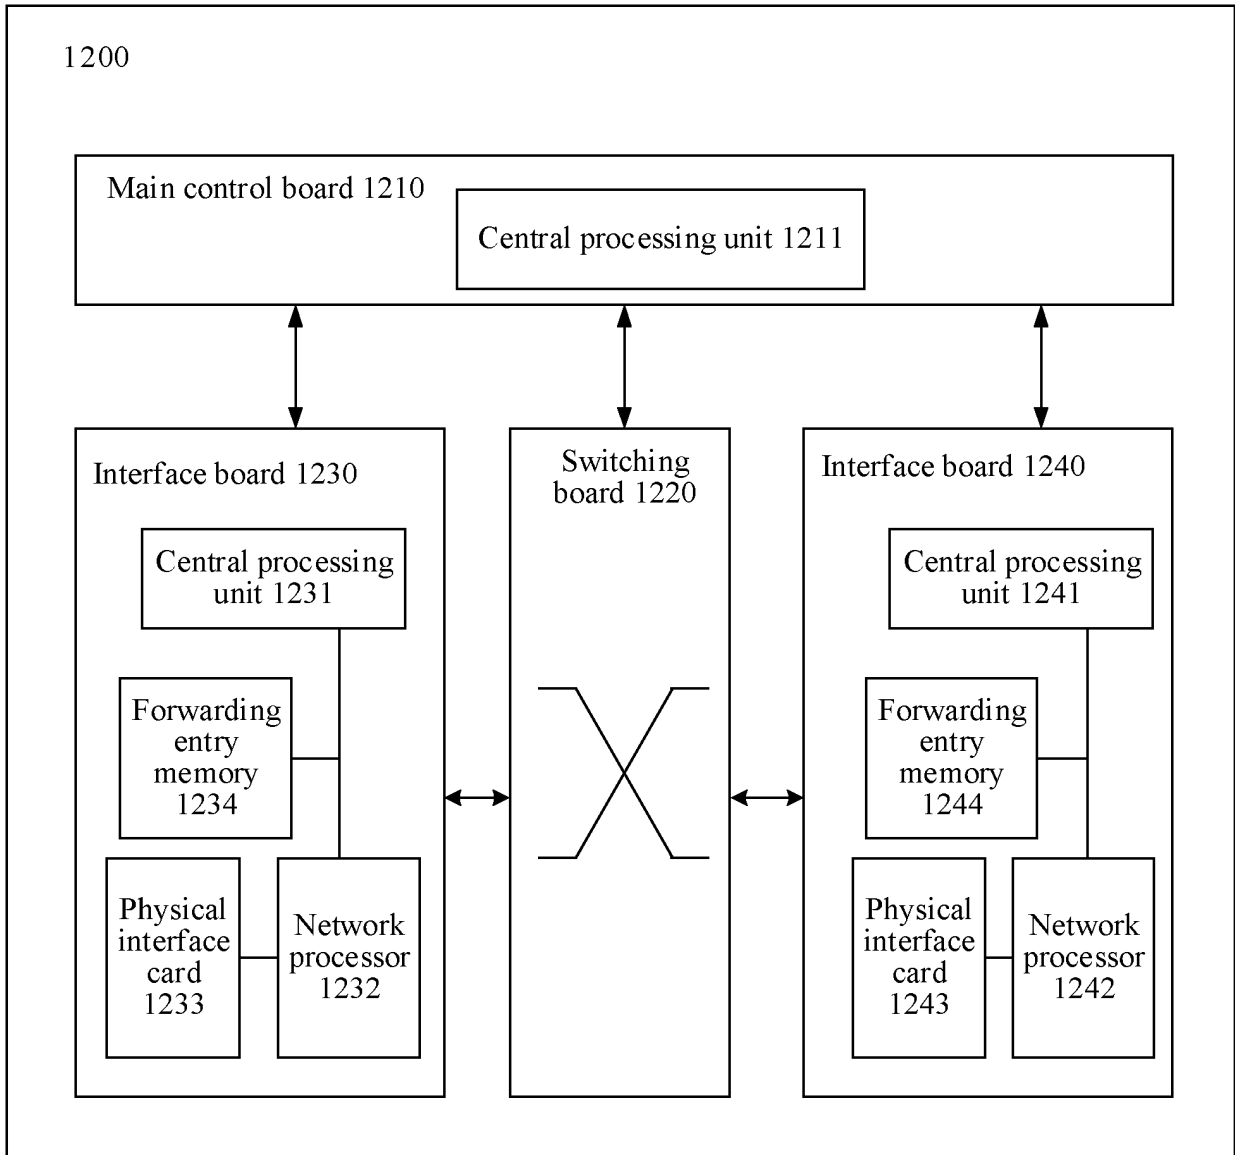 1200
Main control board 1210
Central processing unit 1211
Interface board 1230
Central processing
unit 1231
Forwarding
entry
memory
1234
Physical
interface
card
1233
Network
processor
1232
Switching
board 1220
Interface board 1240
Central processing
unit 1241
Forwarding
entry
memory
1244
Physical
interface
card
1243
Network
processor
1242